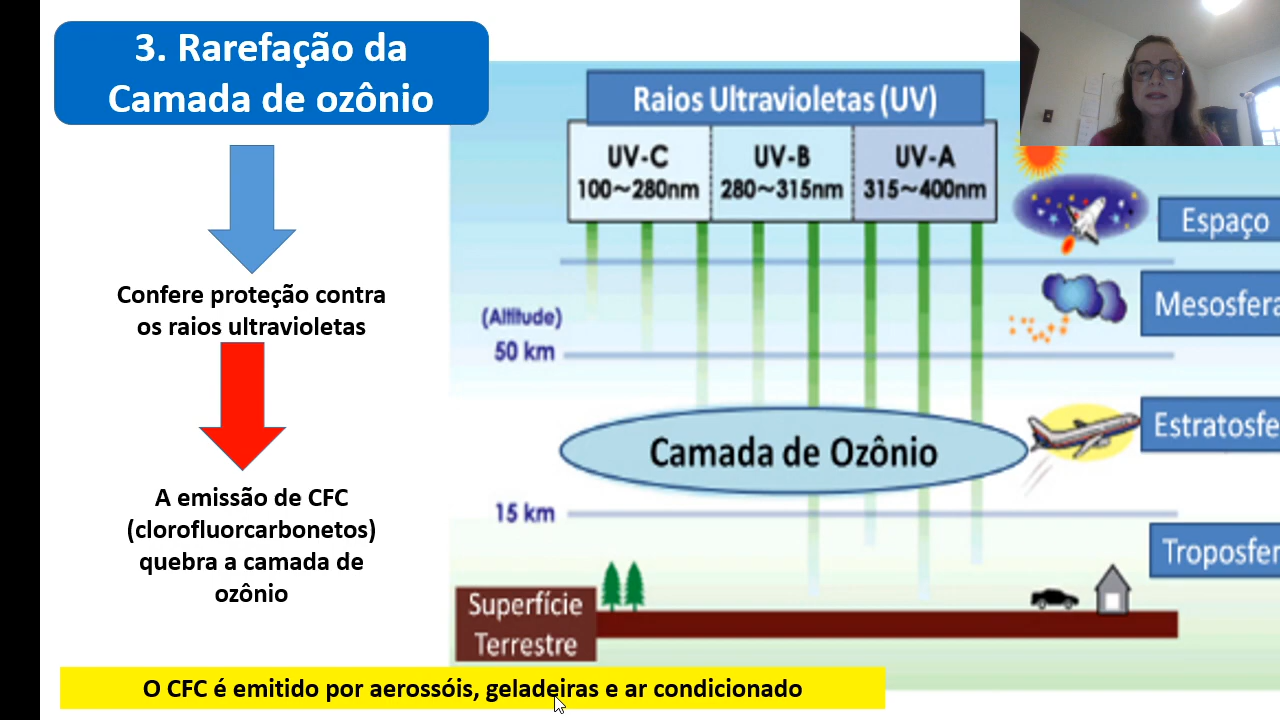 3. Rarefação da
Camada de ozônio
Confere proteção contra
os raios ultravioletas
A emissão de CFC
(clorofluorcarbonetos)
quebra a camada de
ozônio
O CFC é emitido por aerossóis, geladeiras e ar condicionado
Raios Ultravioletas (UV)
UV-C
100~280nm
UV-B
280~315nm
UV-A
315~400nm
Espaço
(Altitude)
Mesosfera
50 km
Estratosfe
Camada de Ozônio
15 km
Troposfer
Superfície
Terrestre